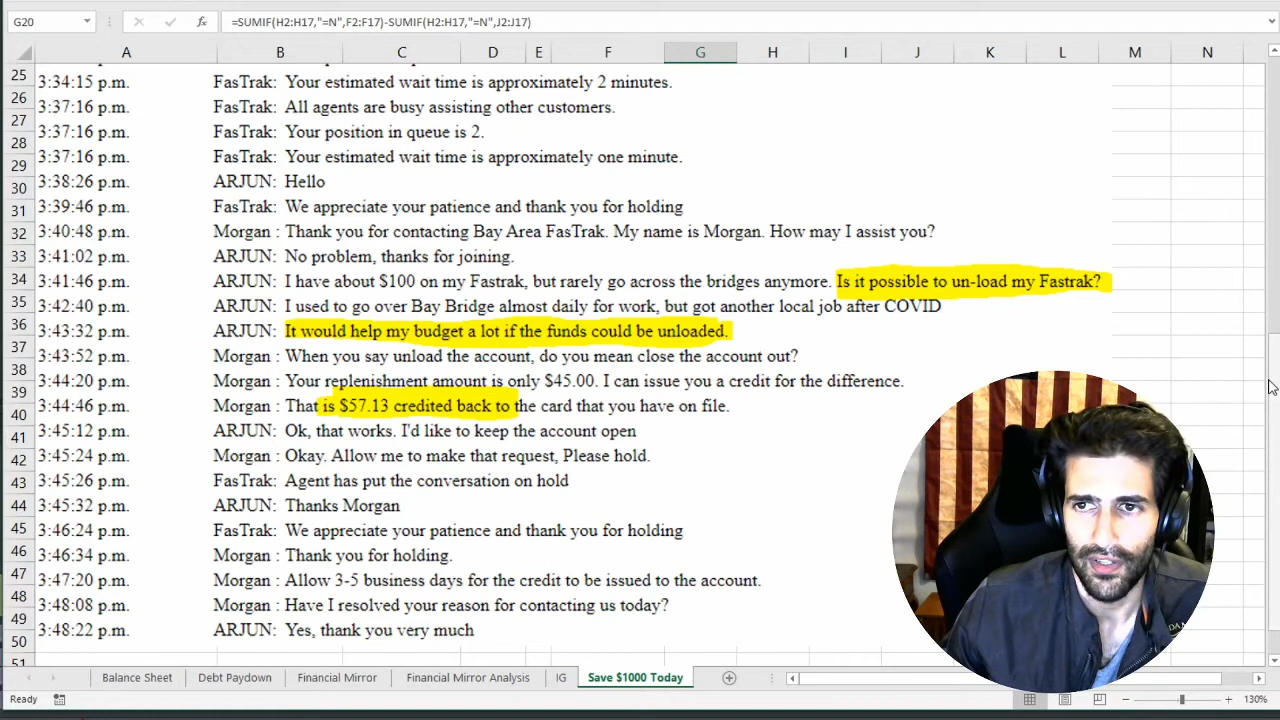 G20
fx
=SUMIF(H2:H17,"=N",F2:F17)-SUMIF(H2:H17,"=N",J2:J17)
A B C D E F G H I J K L M N
25
3:34:15 p.m. FasTrak: Your estimated wait time is approximately 2 minutes.
26
3:37:16 p.m. FasTrak: All agents are busy assisting other customers.
27
3:37:16 p.m. FasTrak: Your position in queue is 2.
28
3:37:16 p.m. FasTrak: Your estimated wait time is approximately one minute.
29
3:38:26 p.m. ARJUN: Hello
30
3:39:46 p.m. FasTrak: We appreciate your patience and thank you for holding
31
3:40:48 p.m. Morgan : Thank you for contacting Bay Area FasTrak. My name is Morgan. How may I assist you?
32
3:41:02 p.m. ARJUN: No problem, thanks for joining.
33
3:41:46 p.m. ARJUN: I have about $100 on my Fastrak, but rarely go across the bridges anymore. Is it possible to un-load my Fastrak?
34
3:42:40 p.m. ARJUN: I used to go over Bay Bridge almost daily for work, but got another local job after COVID
35
3:43:32 p.m. ARJUN: It would help my budget a lot if the funds could be unloaded.
36
3:43:52 p.m. Morgan : When you say unload the account, do you mean close the account out?
37
3:44:20 p.m. Morgan : Your replenishment amount is only $45.00. I can issue you a credit for the difference.
38
3:44:46 p.m. Morgan : That is $57.13 credited back to the card that you have on file.
39
3:45:12 p.m. ARJUN: Ok, that works. I'd like to keep the account open
41
3:45:24 p.m. Morgan : Okay. Allow me to make that request, Please hold.
42
3:45:26 p.m. FasTrak: Agent has put the conversation on hold
43
3:45:32 p.m. ARJUN: Thanks Morgan
44
3:46:24 p.m. FasTrak: We appreciate your patience and thank you for holding
45
3:46:34 p.m. Morgan : Thank you for holding.
46
3:47:20 p.m. Morgan : Allow 3-5 business days for the credit to be issued to the account.
47
3:48:08 p.m. Morgan : Have I resolved your reason for contacting us today?
48
3:48:22 p.m. ARJUN: Yes, thank you very much
49
50
51
Balance Sheet Debt Paydown Financial Mirror Financial Mirror Analysis IG Save $1000 Today
Ready 130%